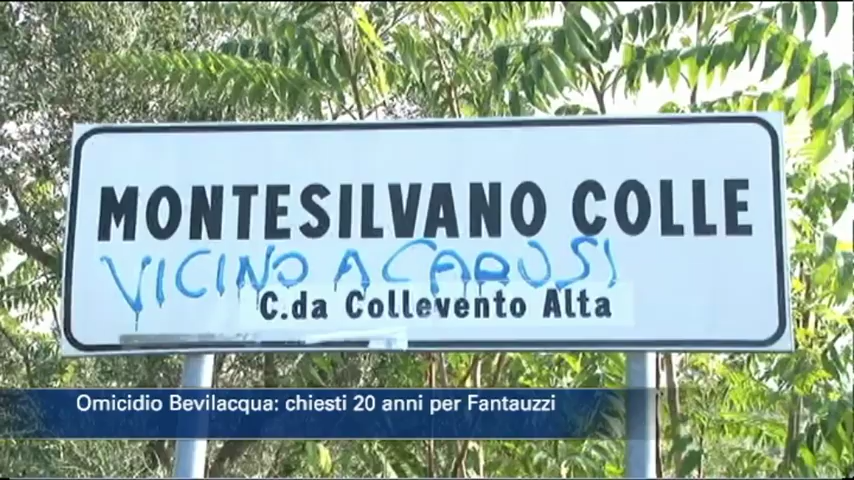 MONTESILVANO COLLE
VICINO A CARUSI
C.da Collevento Alta
Omicidio Bevilacqua: chiesti 20 anni per Fantauzzi